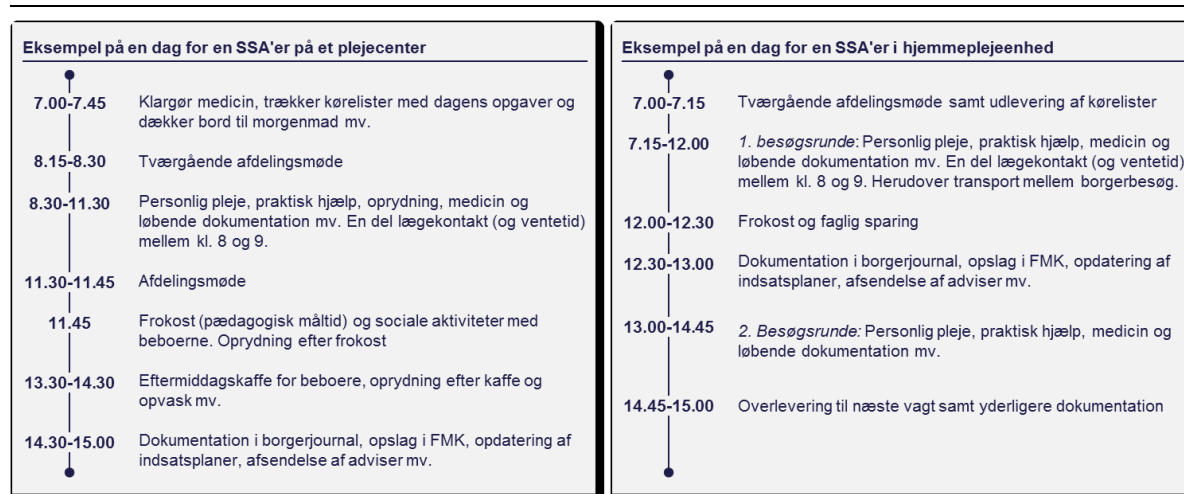 Eksempel på en dag for en SSA'er på et plejecenter
7.00-7.45 Klargør medicin, trækker kørelister med dagens opgaver og
dækker bord til morgenmad mv.
8.15-8.30 Tværgående afdelingsmøde
8.30-11.30 Personlig pleje, praktisk hjælp, oprydning, medicin og
løbende dokumentation mv. En del lægekontakt (og ventetid)
mellem kl. 8 og 9.
11.30-11.45 Afdelingsmøde
11.45 Frokost (pædagogisk måltid) og sociale aktiviteter med
beboerne. Oprydning efter frokost
13.30-14.30 Eftermiddagskaffe for beboere, oprydning efter kaffe og
opvask mv.
14.30-15.00 Dokumentation i borgerjournal, opslag i FMK, opdatering af
indsatsplaner, afsendelse af adviser mv.
Eksempel på en dag for en SSA'er i hjemmeplejeenhed
7.00-7.15 Tværgående afdelingsmøde samt udlevering af kørelister
7.15-12.00 1. besøgsrunde: Personlig pleje, praktisk hjælp, medicin og
løbende dokumentation mv. En del lægekontakt (og ventetid)
mellem kl. 8 og 9. Herudover transport mellem borgerbesøg.
12.00-12.30 Frokost og faglig sparing
12.30-13.00 Dokumentation i borgerjournal, opslag i FMK, opdatering af
indsatsplaner, afsendelse af adviser mv.
13.00-14.45 2. Besøgsrunde: Personlig pleje, praktisk hjælp, medicin og
løbende dokumentation mv.
14.45-15.00 Overlevering til næste vagt samt yderligere dokumentation